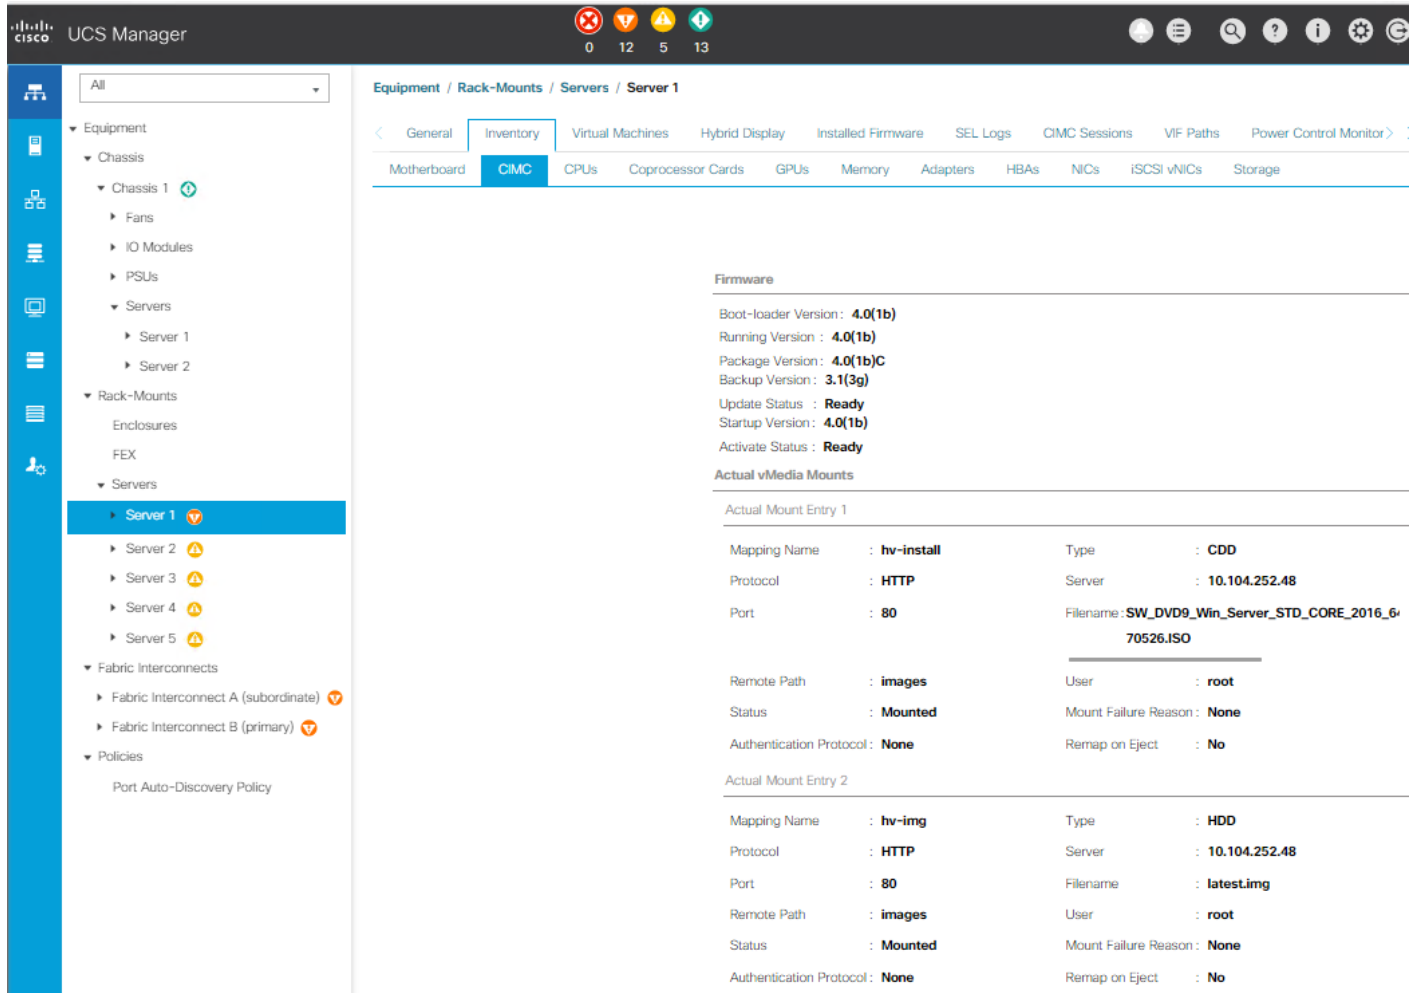 cisco UCS Manager
0 12 5 13
All
Equipment
Chassis
Chassis 1
Fans
IO Modules
PSUs
Servers
Server 1
Server 2
Rack-Mounts
Enclosures
FEX
Servers
Server 1
Server 2
Server 3
Server 4
Server 5
Fabric Interconnects
Fabric Interconnect A (subordinate)
Fabric Interconnect B (primary)
Policies
Port Auto-Discovery Policy
Equipment / Rack-Mounts / Servers / Server 1
General Inventory Virtual Machines Hybrid Display Installed Firmware SEL Logs CIMC Sessions VIF Paths Power Control Monitor
Motherboard CIMC CPUs Coprocessor Cards GPUs Memory Adapters HBAs NICs iSCSI vNICs Storage
Firmware
Boot-loader Version : 4.0(1b)
Running Version : 4.0(1b)
Package Version : 4.0(1b)C
Backup Version : 3.1(3g)
Update Status : Ready
Startup Version : 4.0(1b)
Activate Status : Ready
Actual vMedia Mounts
Actual Mount Entry 1
Mapping Name : hv-install Type : CDD
Protocol : HTTP Server : 10.104.252.48
Port : 80 Filename : SW_DVD9_Win_Server_STD_CORE_2016_64
70526.ISO
Remote Path : images User : root
Status : Mounted Mount Failure Reason : None
Authentication Protocol : None Remap on Eject : No
Actual Mount Entry 2
Mapping Name : hv-img Type : HDD
Protocol : HTTP Server : 10.104.252.48
Port : 80 Filename : latest.img
Remote Path : images User : root
Status : Mounted Mount Failure Reason : None
Authentication Protocol : None Remap on Eject : No